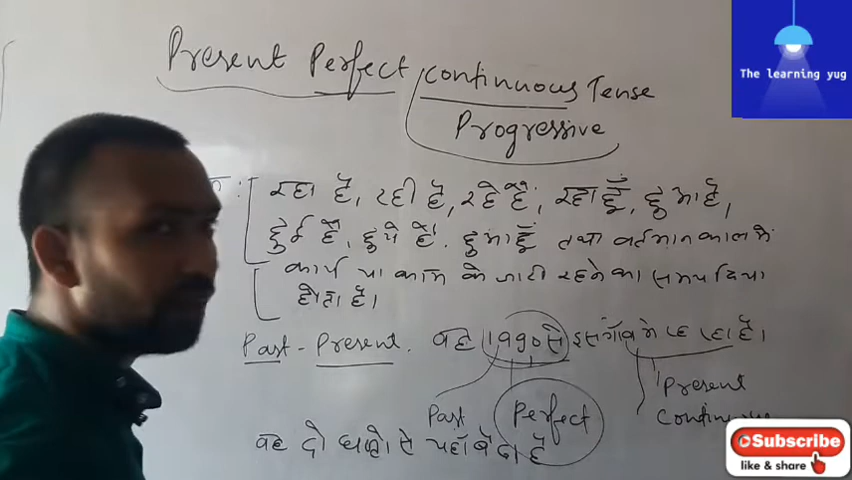 Present Perfect continuous Tense
Progressive
The learning yug
रहा है, रही है, रहे हैं, रहा हूँ, हुआ है,
हुई है, हुये हैं. हुआ हूँ तथा वर्तमान काल में
कार्य या काम के जारी रहने का समय दिया
होता है।
Past - Present. वह 1990 से इस गाँव में रह रहा है।
Present
Past Perfect
वह दो घण्टो से यहाँ बैठा है
Subscribe
like & share